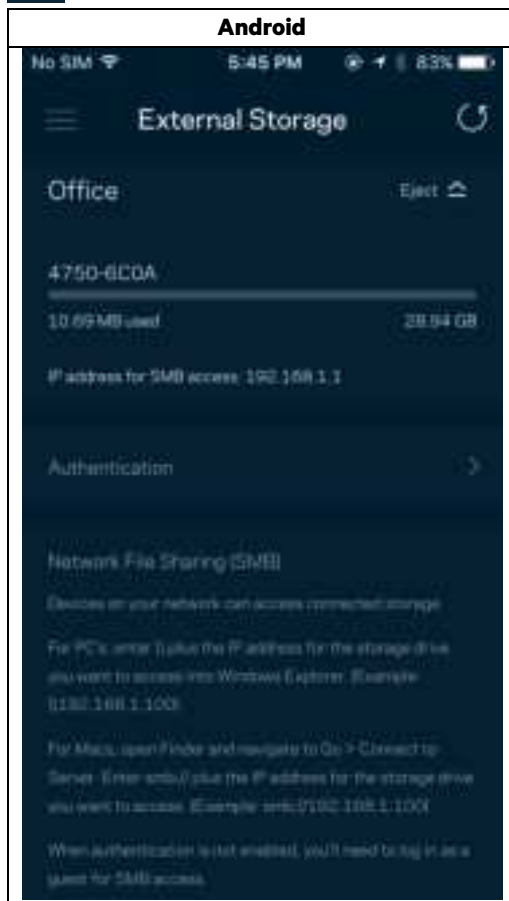 Android
No SIM 5:45 PM 83%
External Storage
Office Eject
4750-6C0A
10.69 MB used 28.94 GB
IP address for SMB access: 192.168.1.1
Authentication
Network File Sharing (SMB)
Devices on your network can access connected storage.
For PC's, enter \\ plus the IP address for the storage drive
you want to access into Windows Explorer. (Example:
\\192.168.1.100)
For Macs, open Finder and navigate to Go > Connect to
Server. Enter smb:// plus the IP address for the storage drive
you want to access. (Example: smb://192.168.1.100)
When authentication is not enabled, you'll need to log in as a
guest for SMB access.